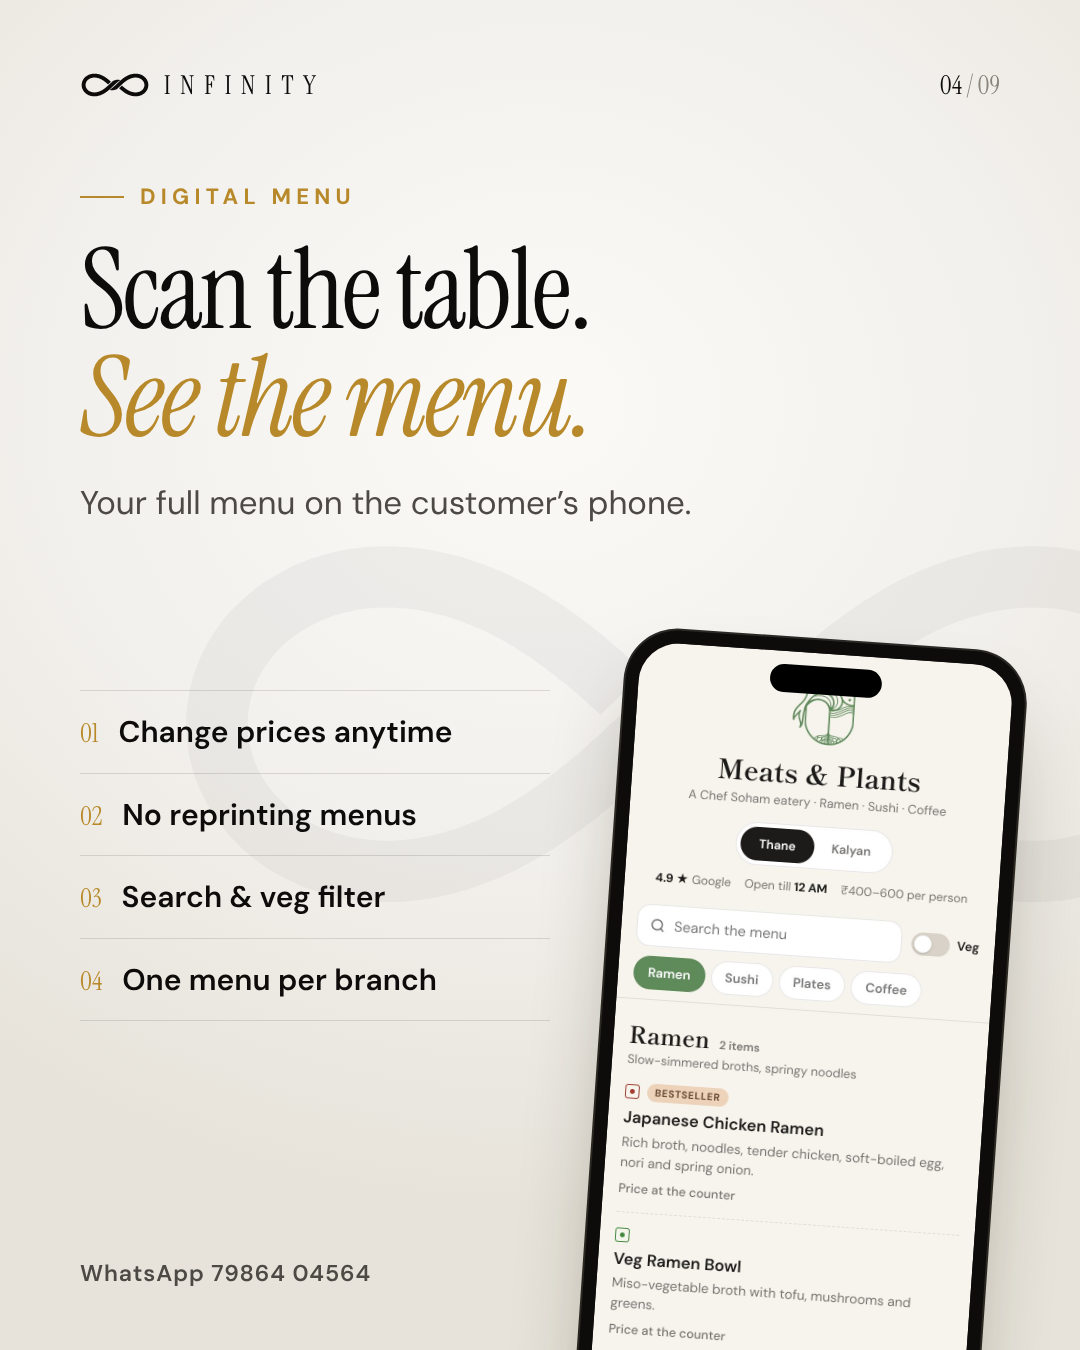 INFINITY
04 / 09
DIGITAL MENU
Scan the table.
See the menu.
Your full menu on the customer’s phone.
01 Change prices anytime
02 No reprinting menus
03 Search & veg filter
04 One menu per branch
WhatsApp 79864 04564
Meats & Plants
A Chef Soham eatery · Ramen · Sushi · Coffee
Thane Kalyan
4.9 ★ Google Open till 12 AM ₹400–600 per person
Search the menu Veg
Ramen Sushi Plates Coffee
Ramen 2 items
Slow-simmered broths, springy noodles
BESTSELLER
Japanese Chicken Ramen
Rich broth, noodles, tender chicken, soft-boiled egg,
nori and spring onion.
Price at the counter
Veg Ramen Bowl
Miso-vegetable broth with tofu, mushrooms and
greens.
Price at the counter